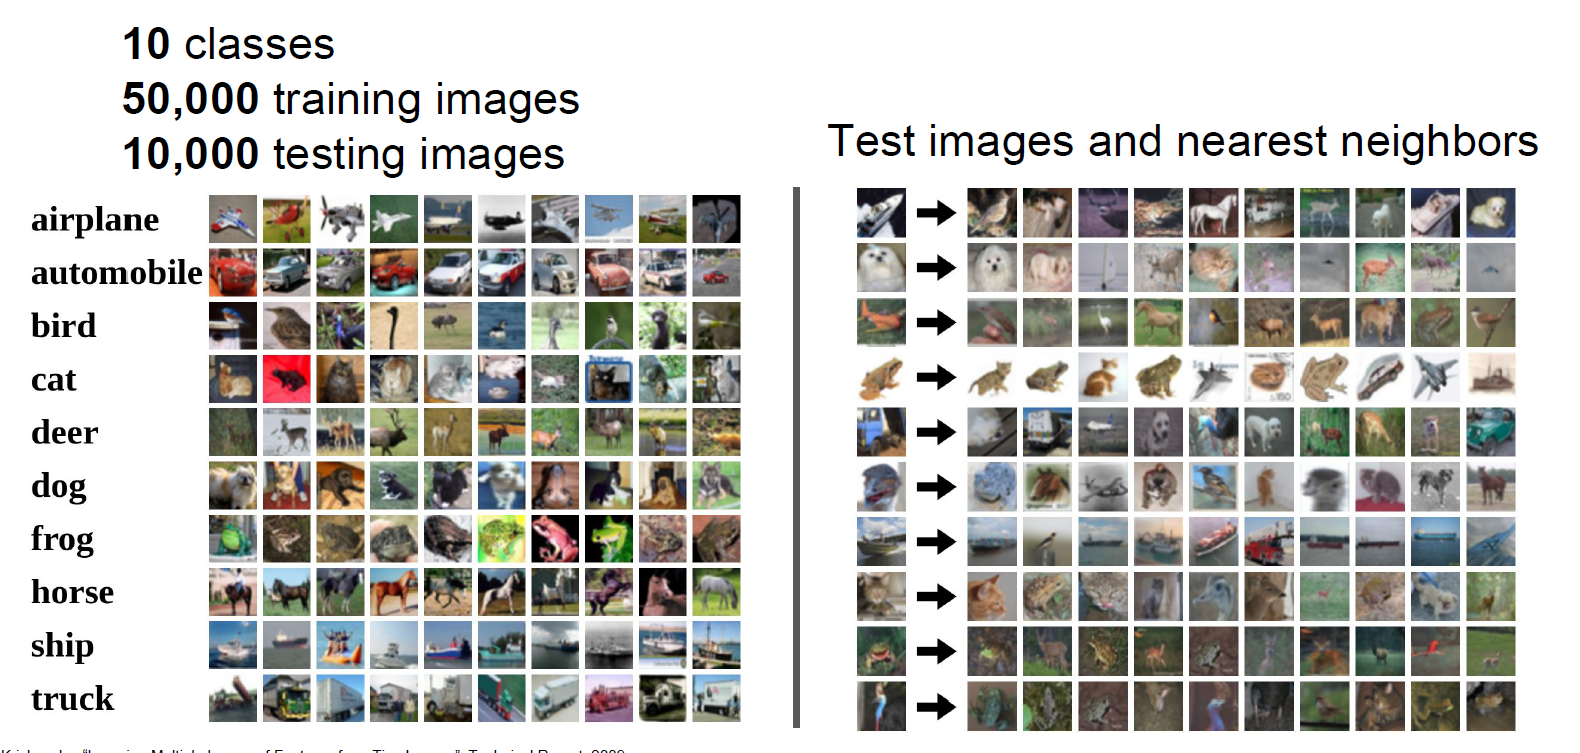 10 classes
50,000 training images
10,000 testing images
Test images and nearest neighbors
airplane
automobile
bird
cat
deer
dog
frog
horse
ship
truck